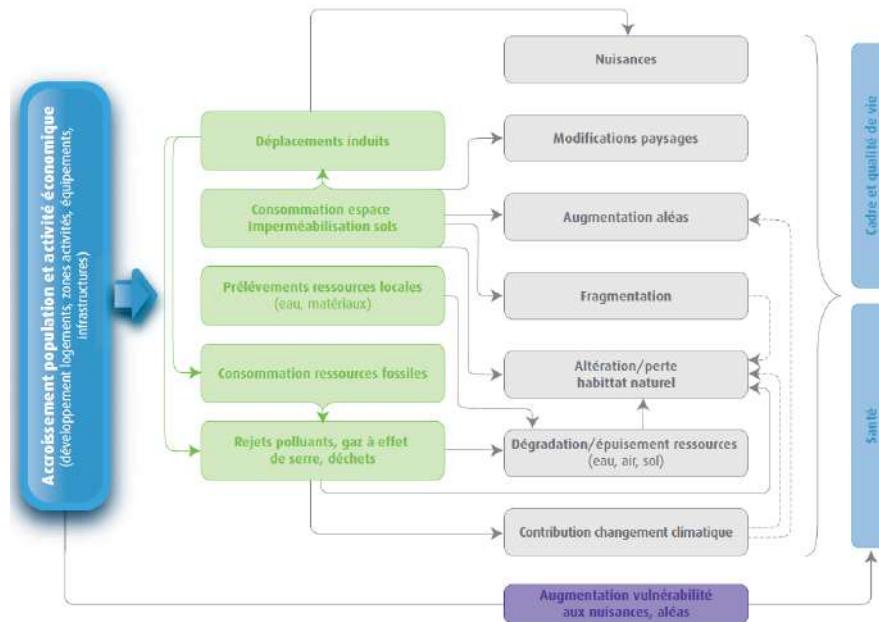 Accroissement population et activité économique
(développement logements, zones activités, équipements,
infrastructures)
Déplacements induits
Consommation espace
Imperméabilisation sols
Prélévements ressources locales
(eau, matériaux)
Consommation ressources fossiles
Rejets polluants, gaz à effet
de serre, déchets
Nuisances
Modifications paysages
Augmentation aléas
Fragmentation
Altération/perte
habittat naturel
Dégradation/épuisement ressources
(eau, air, sol)
Contribution changement climatique
Augmentation vulnérabilité
aux nuisances, aléas
Cadre et qualité de vie
Santé